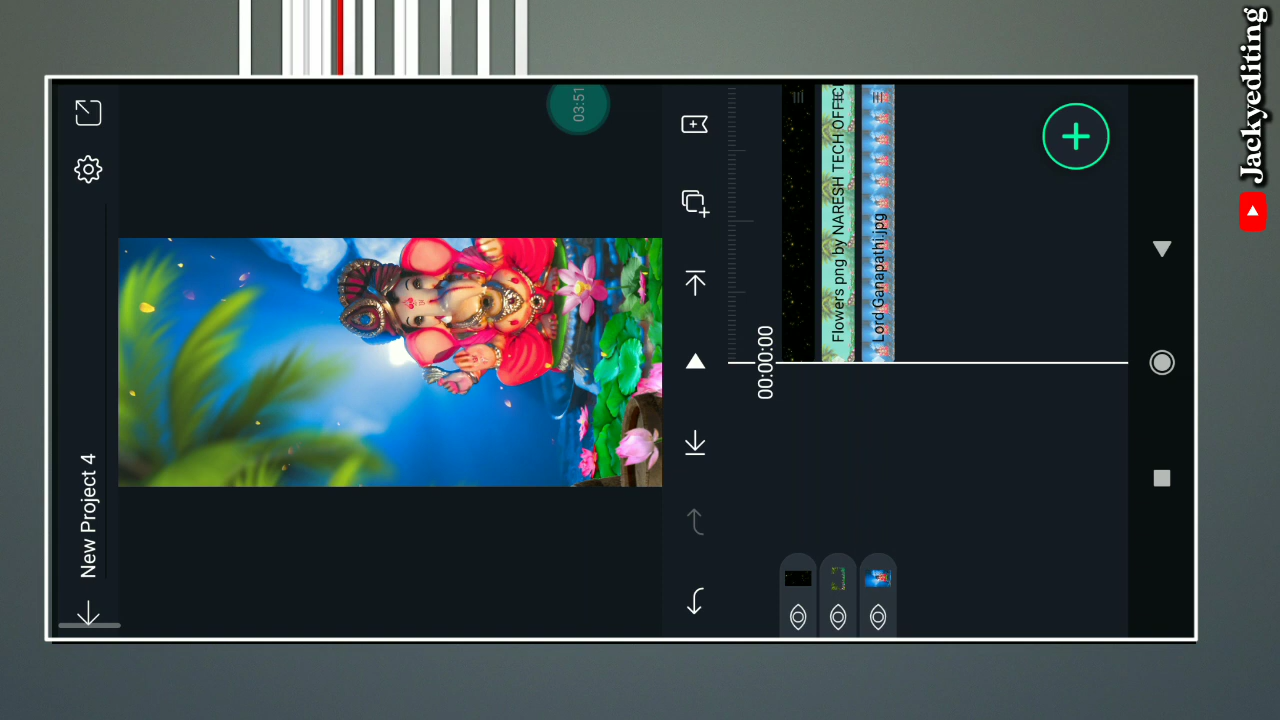 New Project 4
03:51
00:00:00
Flowers.png by NARESH TECH OFFIC
Lord Ganapathi.jpg
Jackyediting